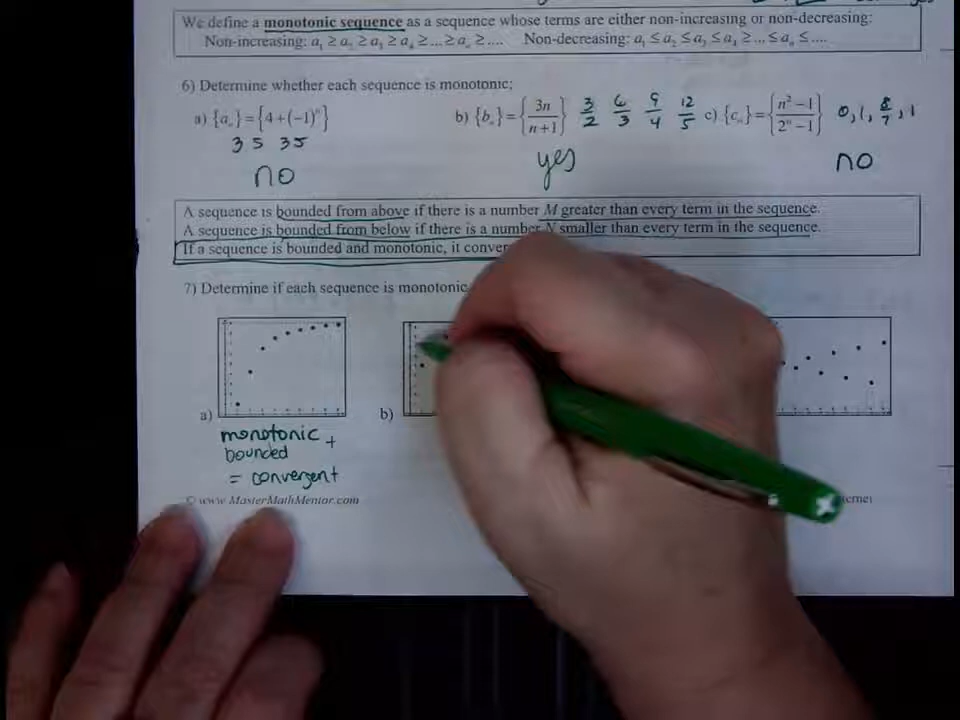 We define a monotonic sequence as a sequence whose terms are either non-increasing or non-decreasing:
Non-increasing: a₁ ≥ a₂ ≥ a₃ ≥ a₄ ≥ ... ≥ aₙ ≥ .... Non-decreasing: a₁ ≤ a₂ ≤ a₃ ≤ a₄ ≥ ... ≤ aₙ ≤ ....
6) Determine whether each sequence is monotonic;
a) {aₙ} = {4 + (-1)ⁿ} b) {bₙ} = {3n/(n+1)} 3/2 6/3 9/4 12/5 c) {cₙ} = {(n² - 1)/(2ⁿ - 1)} 0, 1, 8/7, 1
3 5 3 5
no yes no
A sequence is bounded from above if there is a number M greater than every term in the sequence.
A sequence is bounded from below if there is a number N smaller than every term in the sequence.
If a sequence is bounded and monotonic, it
7) Determine if each sequence is monotonic
a) b)
monotonic +
bounded
= convergent
© www.MasterMathMentor.com